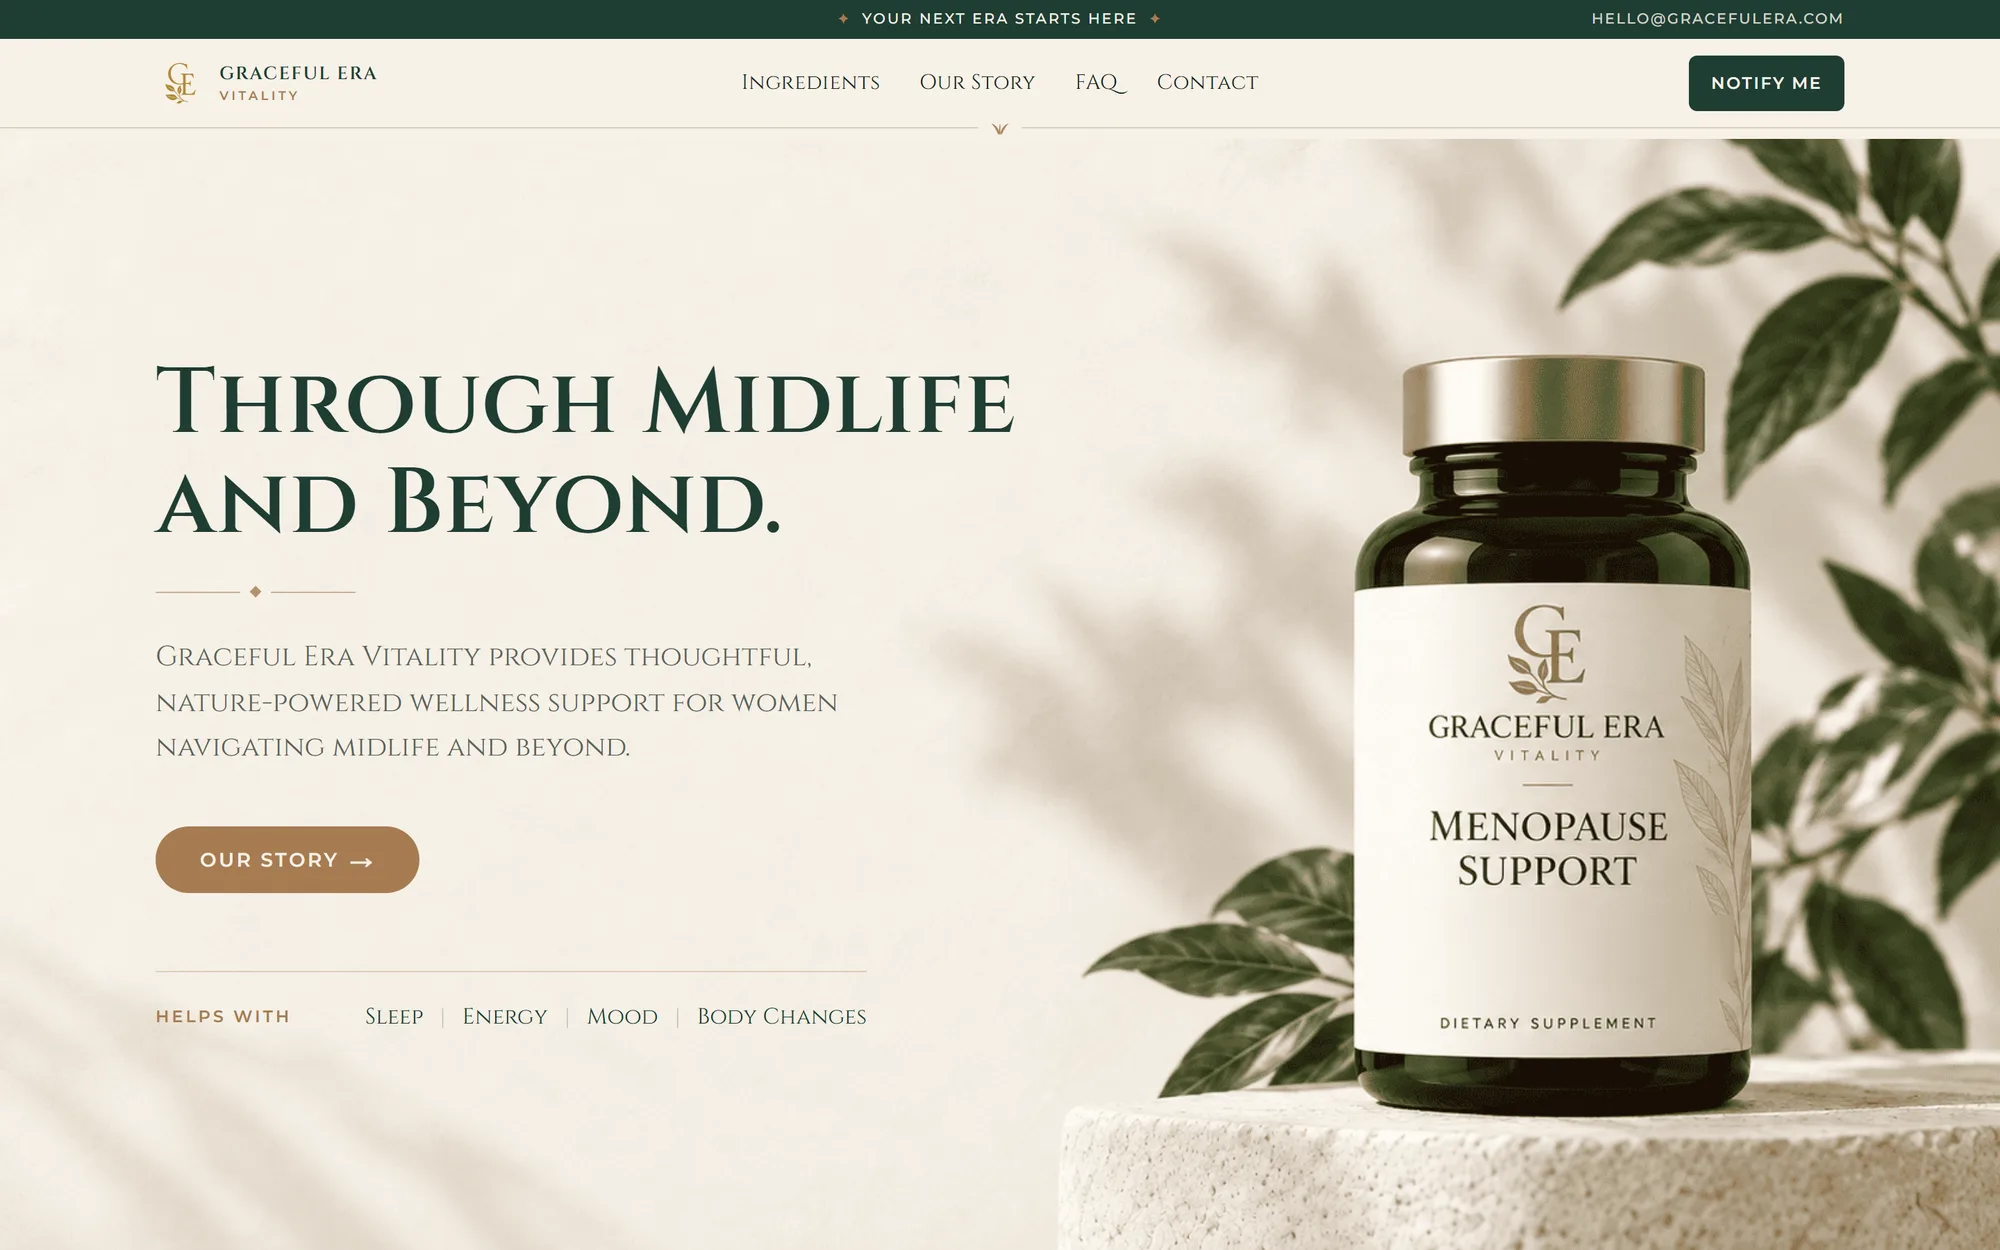 ✦ YOUR NEXT ERA STARTS HERE ✦
HELLO@GRACEFULERA.COM
GE
GRACEFUL ERA
VITALITY
Ingredients
Our Story
FAQ
Contact
NOTIFY ME
Through Midlife
and Beyond.
Graceful Era Vitality provides thoughtful,
nature-powered wellness support for women
navigating midlife and beyond.
OUR STORY →
HELPS WITH
Sleep | Energy | Mood | Body Changes
GE
GRACEFUL ERA
VITALITY
MENOPAUSE
SUPPORT
DIETARY SUPPLEMENT